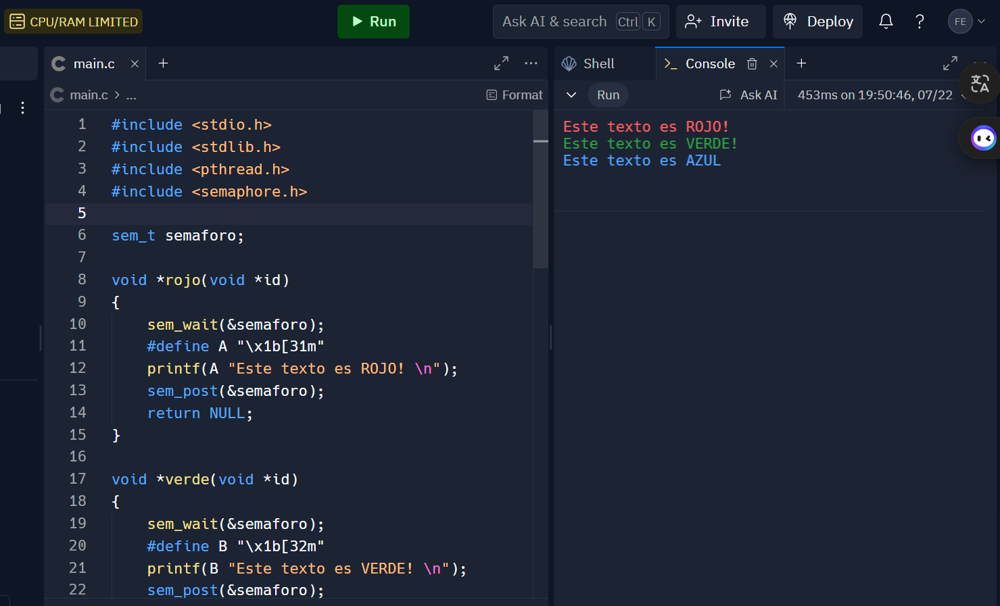 CPU/RAM LIMITED
Run
Ask AI & search Ctrl K
Invite
Deploy
FE
main.c
main.c > ...
Format
1 #include <stdio.h>
2 #include <stdlib.h>
3 #include <pthread.h>
4 #include <semaphore.h>
5
6 sem_t semaforo;
7
8 void *rojo(void *id)
9 {
10 sem_wait(&semaforo);
11 #define A "\x1b[31m"
12 printf(A "Este texto es ROJO! \n");
13 sem_post(&semaforo);
14 return NULL;
15 }
16
17 void *verde(void *id)
18 {
19 sem_wait(&semaforo);
20 #define B "\x1b[32m"
21 printf(B "Este texto es VERDE! \n");
22 sem_post(&semaforo);
Shell
Console
Run
Ask AI
453ms on 19:50:46, 07/22
Este texto es ROJO!
Este texto es VERDE!
Este texto es AZUL